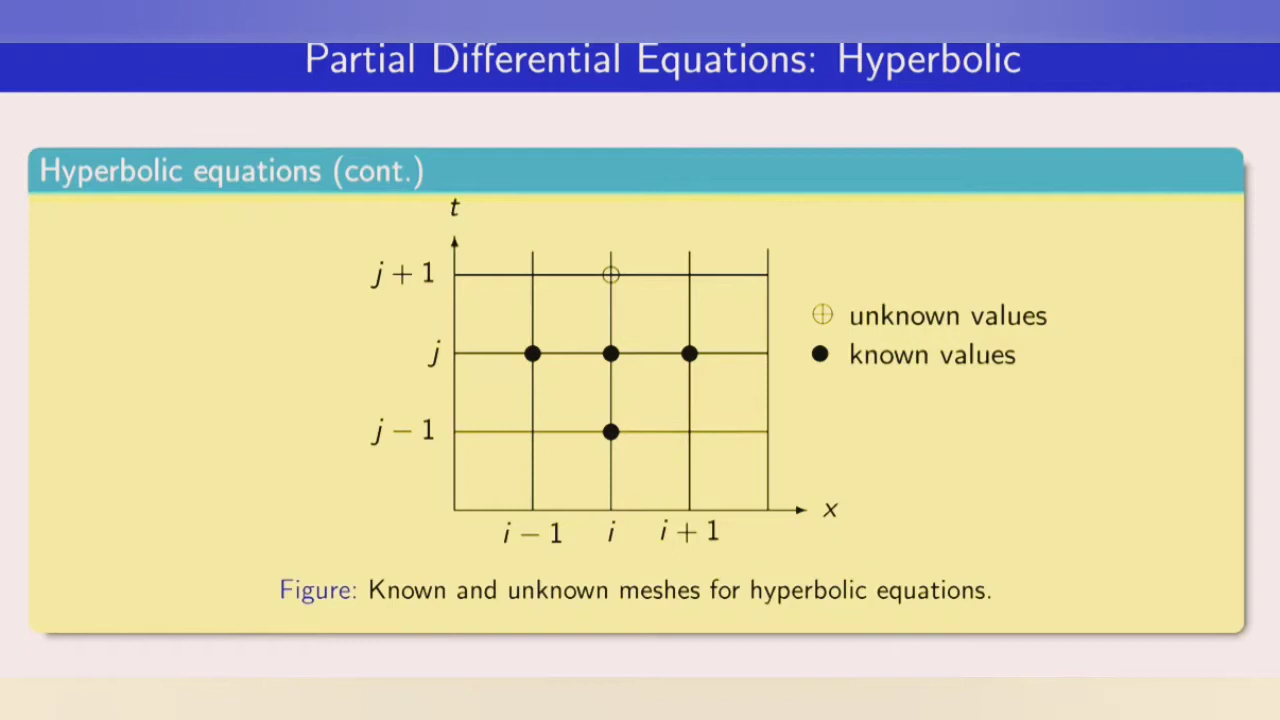 Partial Differential Equations: Hyperbolic
Hyperbolic equations (cont.)
t
j + 1
j
j − 1
i − 1 i i + 1
x
unknown values
known values
Figure: Known and unknown meshes for hyperbolic equations.